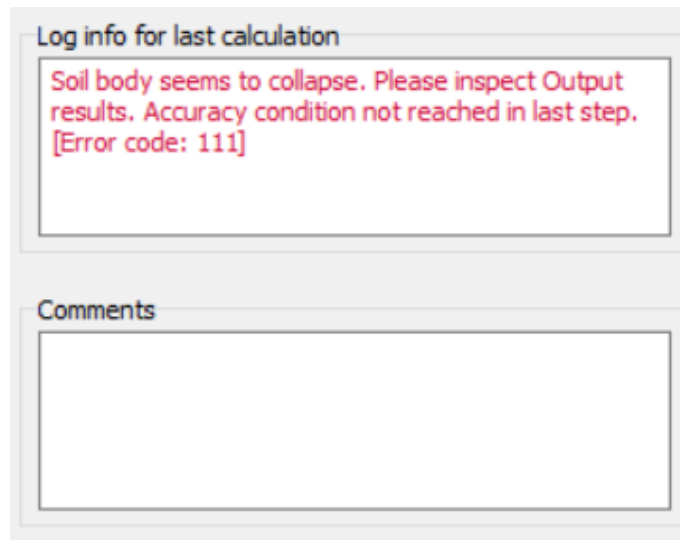 Log info for last calculation
Soil body seems to collapse. Please inspect Output
results. Accuracy condition not reached in last step.
[Error code: 111]
Comments